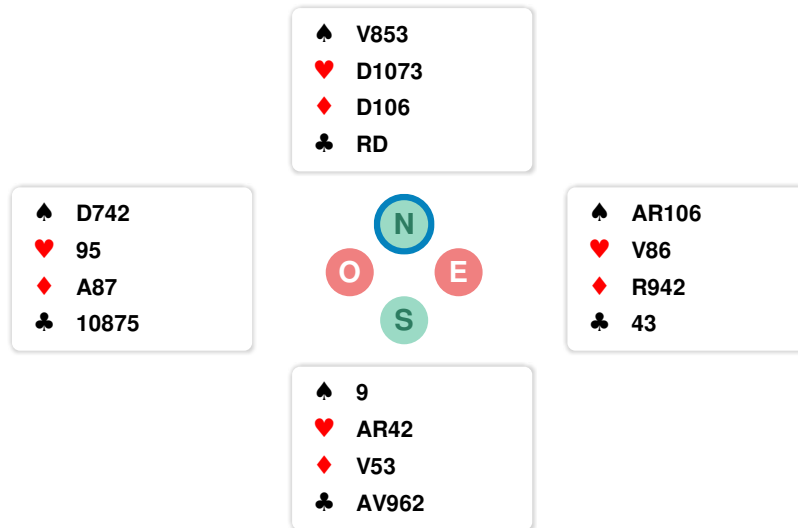 ♠ V853
♥ D1073
♦ D106
♣ RD
♠ D742
♥ 95
♦ A87
♣ 10875
N
O
E
S
♠ AR106
♥ V86
♦ R942
♣ 43
♠ 9
♥ AR42
♦ V53
♣ AV962